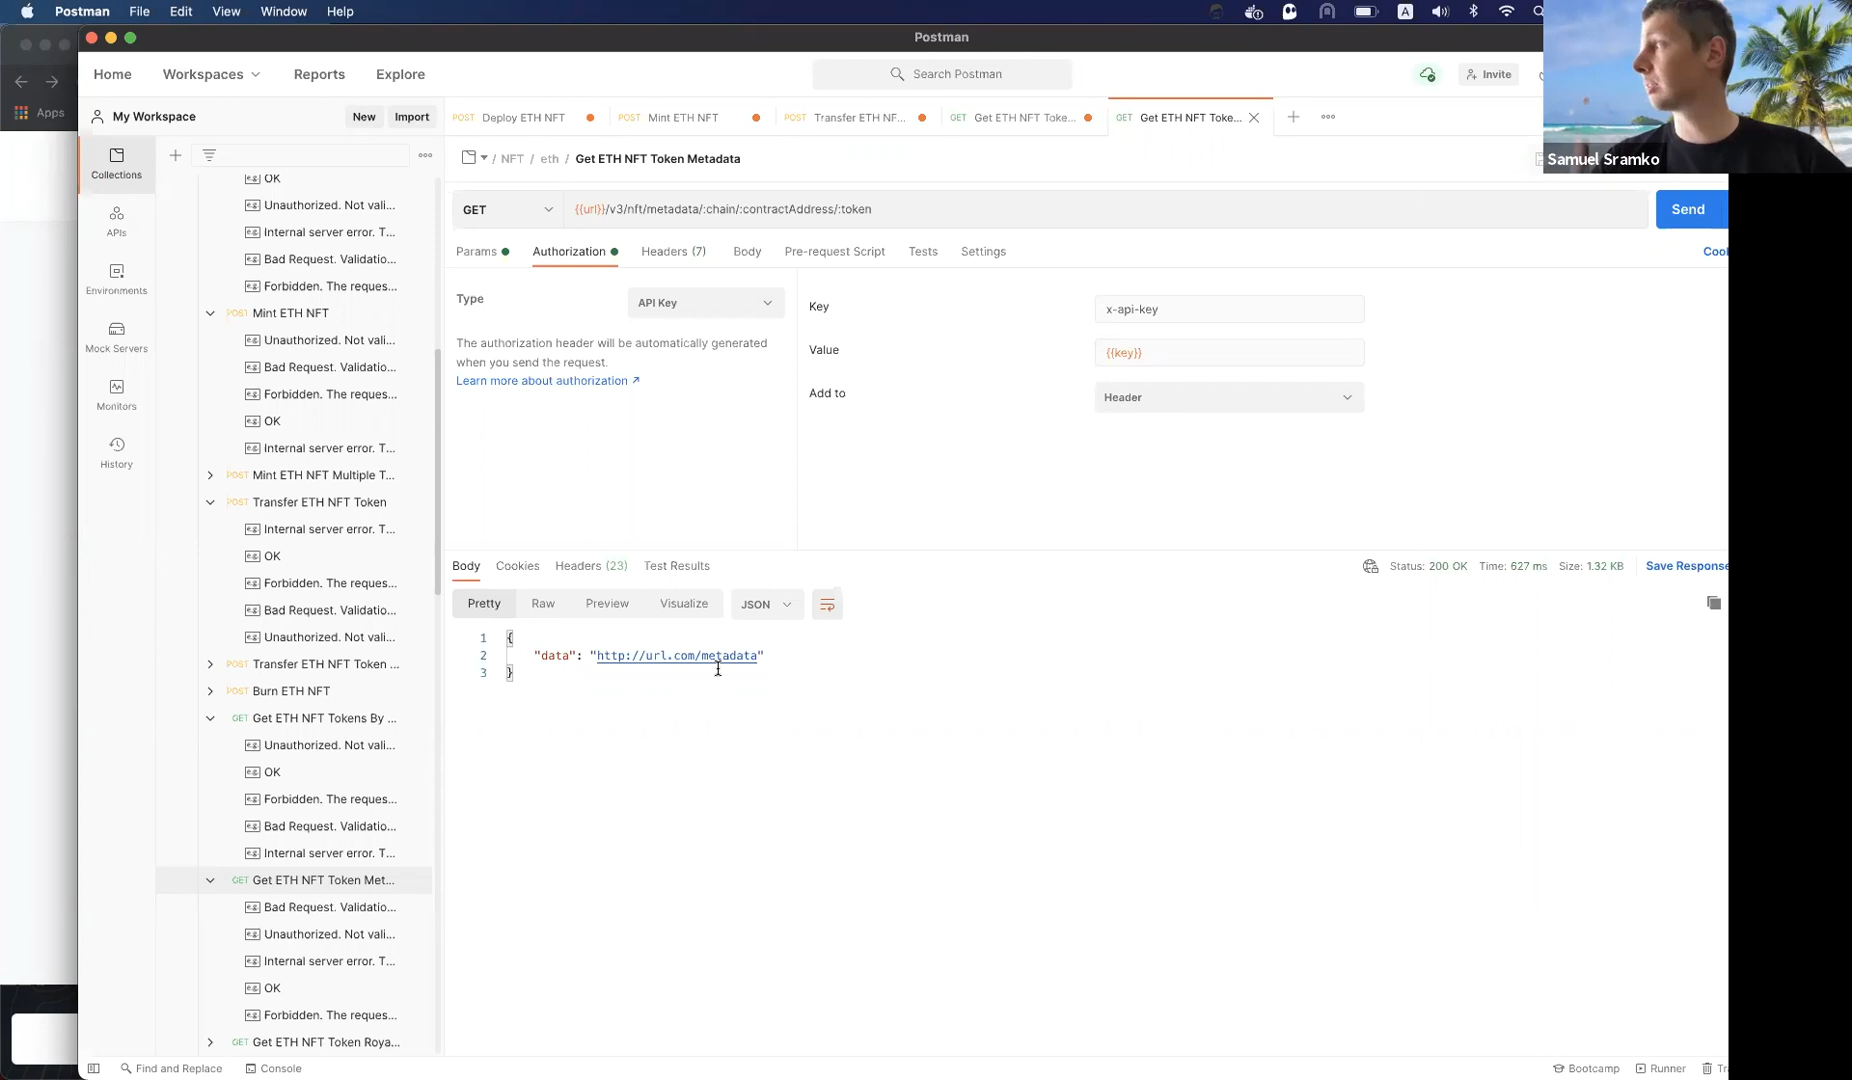 Postman File Edit View Window Help
A
Postman
Home Workspaces Reports Explore
Search Postman
Invite
Apps
My Workspace New Import
POST Deploy ETH NFT
POST Mint ETH NFT
POST Transfer ETH NF...
GET Get ETH NFT Toke...
GET Get ETH NFT Toke...
Samuel Sramko
/ NFT / eth / Get ETH NFT Token Metadata
GET {{url}}/v3/nft/metadata/:chain/:contractAddress/:token Send
Params Authorization Headers (7) Body Pre-request Script Tests Settings
Type API Key
The authorization header will be automatically generated
when you send the request.
Learn more about authorization ↗
Key x-api-key
Value {{key}}
Add to Header
Collections
APIs
Environments
Mock Servers
Monitors
History
e.g. OK
e.g. Unauthorized. Not vali...
e.g. Internal server error. T...
e.g. Bad Request. Validatio...
e.g. Forbidden. The reques...
POST Mint ETH NFT
e.g. Unauthorized. Not vali...
e.g. Bad Request. Validatio...
e.g. Forbidden. The reques...
e.g. OK
e.g. Internal server error. T...
POST Mint ETH NFT Multiple T...
POST Transfer ETH NFT Token
e.g. Internal server error. T...
e.g. OK
e.g. Forbidden. The reques...
e.g. Bad Request. Validatio...
e.g. Unauthorized. Not vali...
POST Transfer ETH NFT Token ...
POST Burn ETH NFT
GET Get ETH NFT Tokens By ...
e.g. Unauthorized. Not vali...
e.g. OK
e.g. Forbidden. The reques...
e.g. Bad Request. Validatio...
e.g. Internal server error. T...
GET Get ETH NFT Token Met...
e.g. Bad Request. Validatio...
e.g. Unauthorized. Not vali...
e.g. Internal server error. T...
e.g. OK
e.g. Forbidden. The reques...
GET Get ETH NFT Token Roya...
Body Cookies Headers (23) Test Results
Status: 200 OK Time: 627 ms Size: 1.32 KB Save Response
Pretty Raw Preview Visualize JSON
1 {
2 "data": "http://url.com/metadata"
3 }
Find and Replace Console
Bootcamp Runner